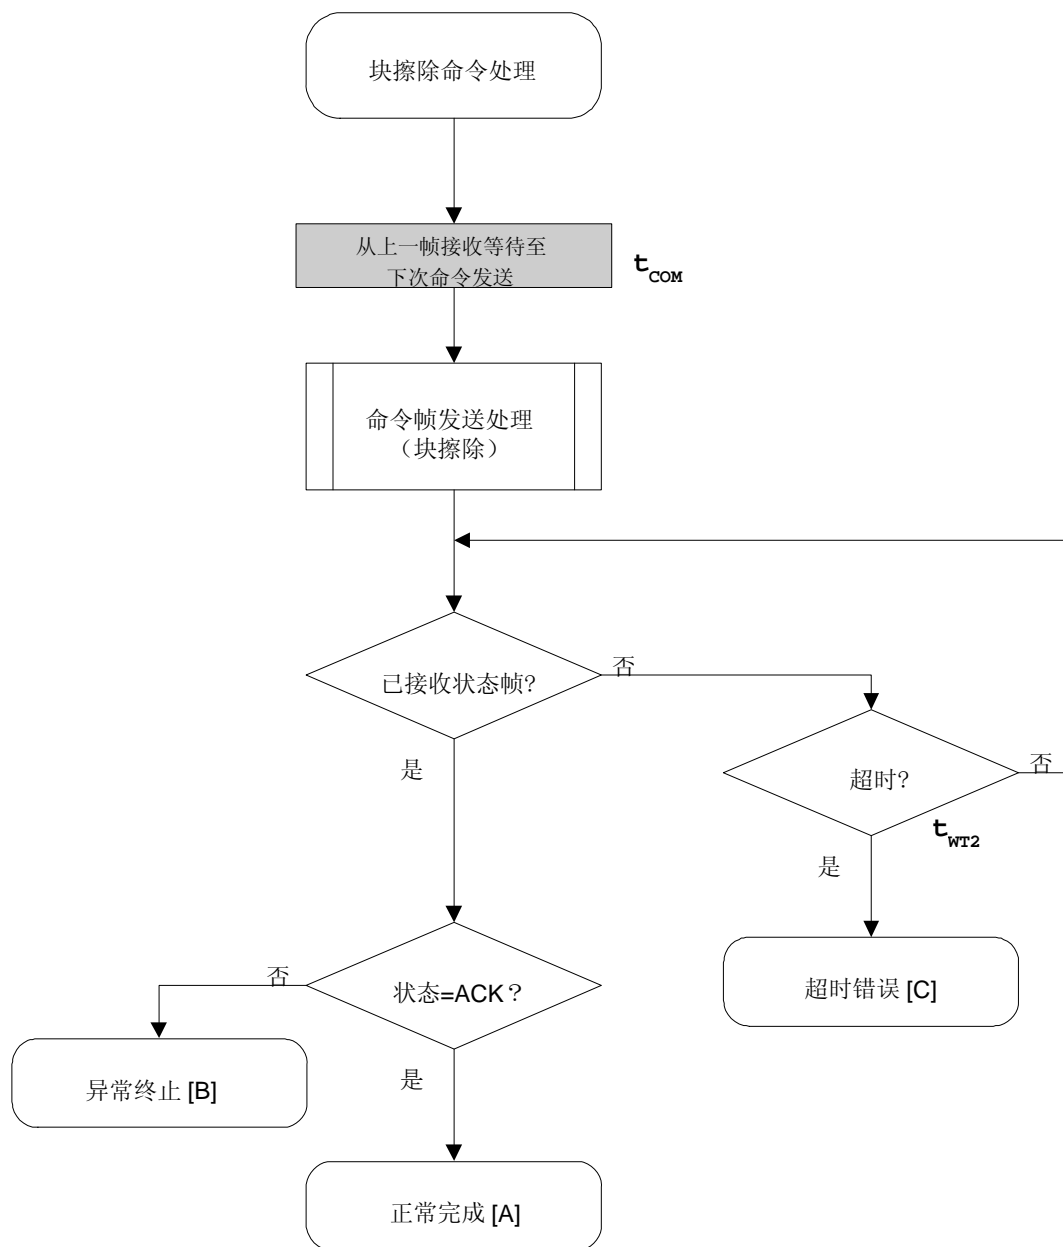 块擦除命令处理
从上一帧接收等待至
下次命令发送
tCOM
命令帧发送处理
（块擦除）
已接收状态帧?
否
是
超时?
否
tWT2
是
超时错误 [C]
状态=ACK？
否
异常终止 [B]
是
正常完成 [A]